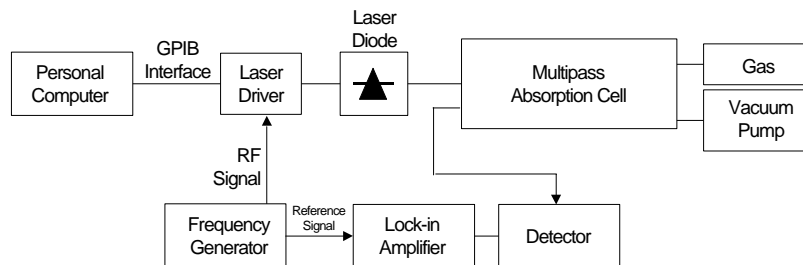 Laser
Diode
GPIB
Interface
Personal
Computer
Laser
Driver
Multipass
Absorption Cell
Gas
Vacuum
Pump
RF
Signal
Frequency
Generator
Reference
Signal
Lock-in
Amplifier
Detector